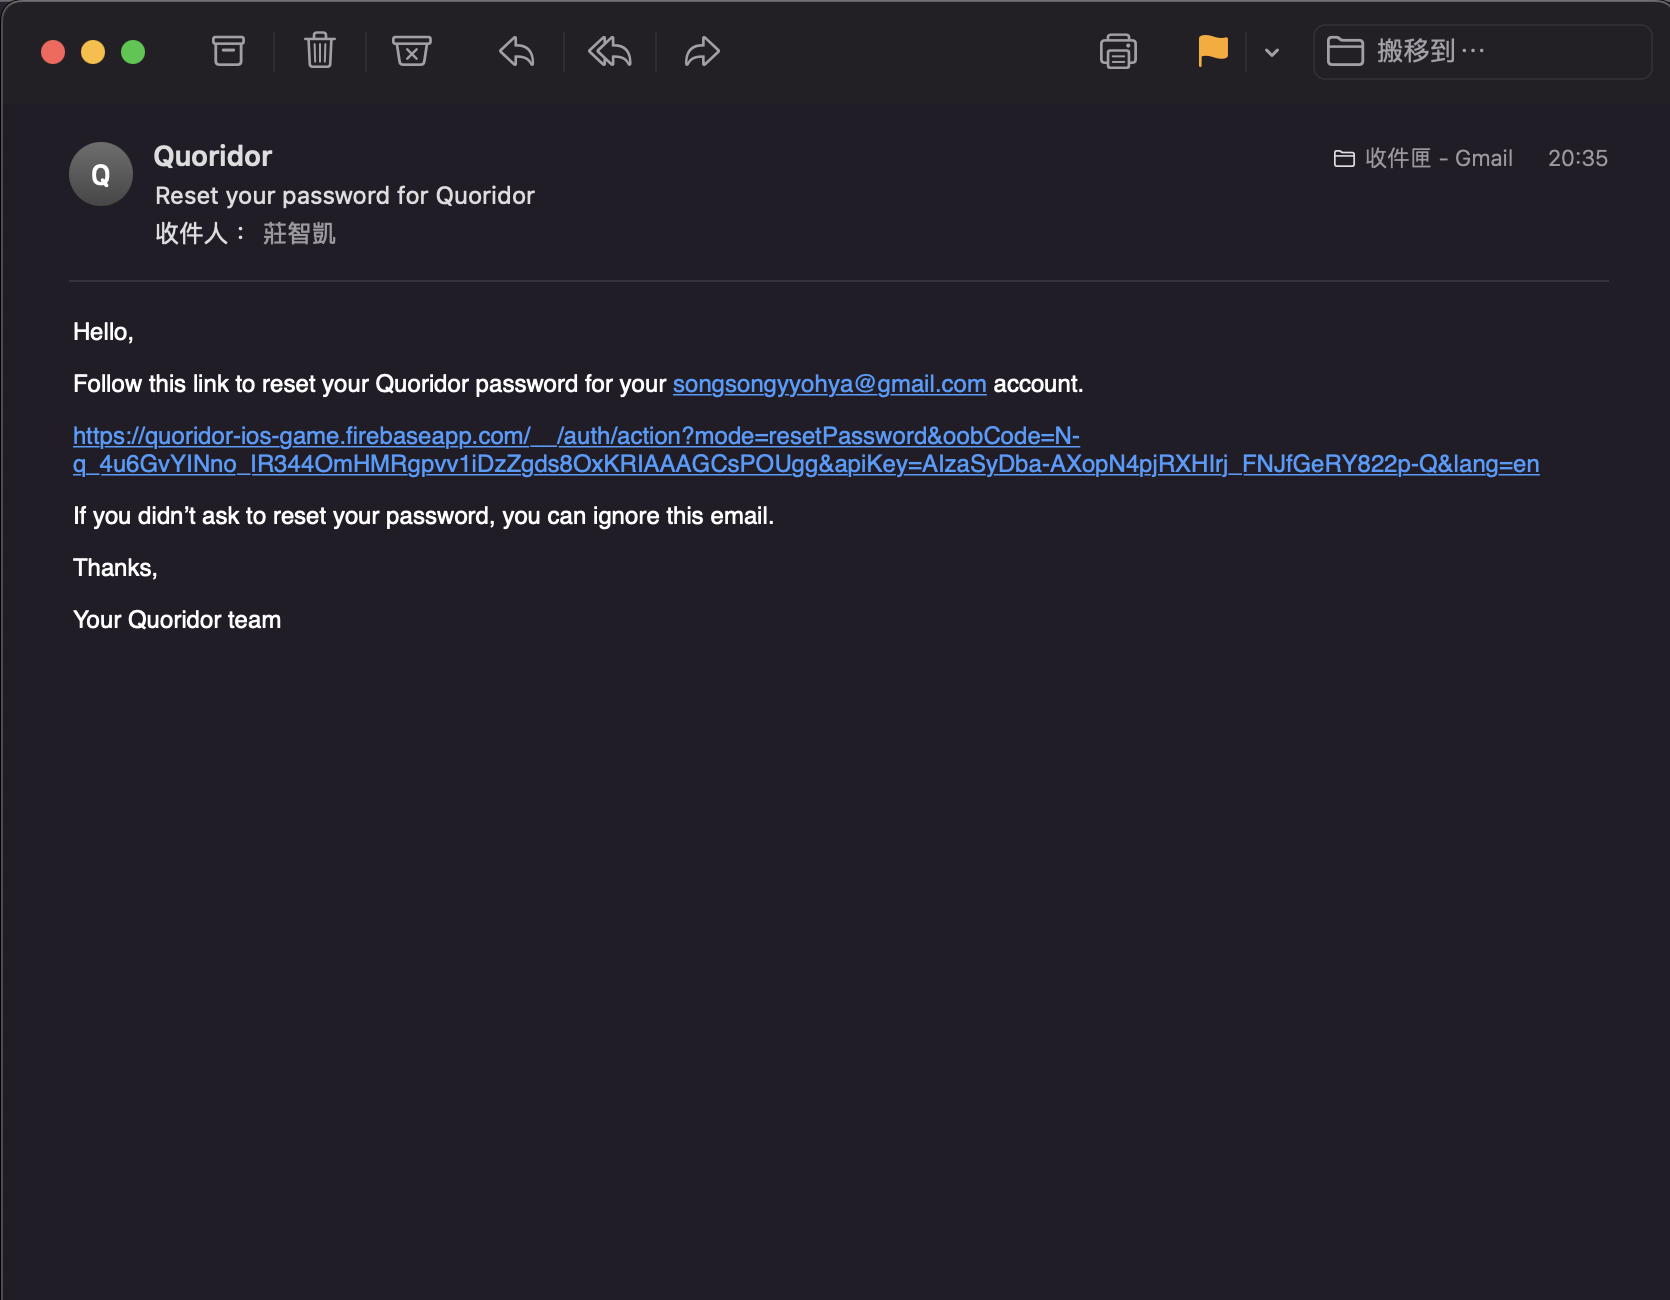 搬移到…
Q
Quoridor
收件匣 - Gmail 20:35
Reset your password for Quoridor
收件人： 莊智凱
Hello,
Follow this link to reset your Quoridor password for your songsongyyohya@gmail.com account.
https://quoridor-ios-game.firebaseapp.com/__/auth/action?mode=resetPassword&oobCode=N-
q_4u6GvYINno_IR344OmHMRgpvv1iDzZgds8OxKRIAAAGCsPOUgg&apiKey=AIzaSyDba-AXopN4pjRXHIrj_FNJfGeRY822p-Q&lang=en
If you didn’t ask to reset your password, you can ignore this email.
Thanks,
Your Quoridor team